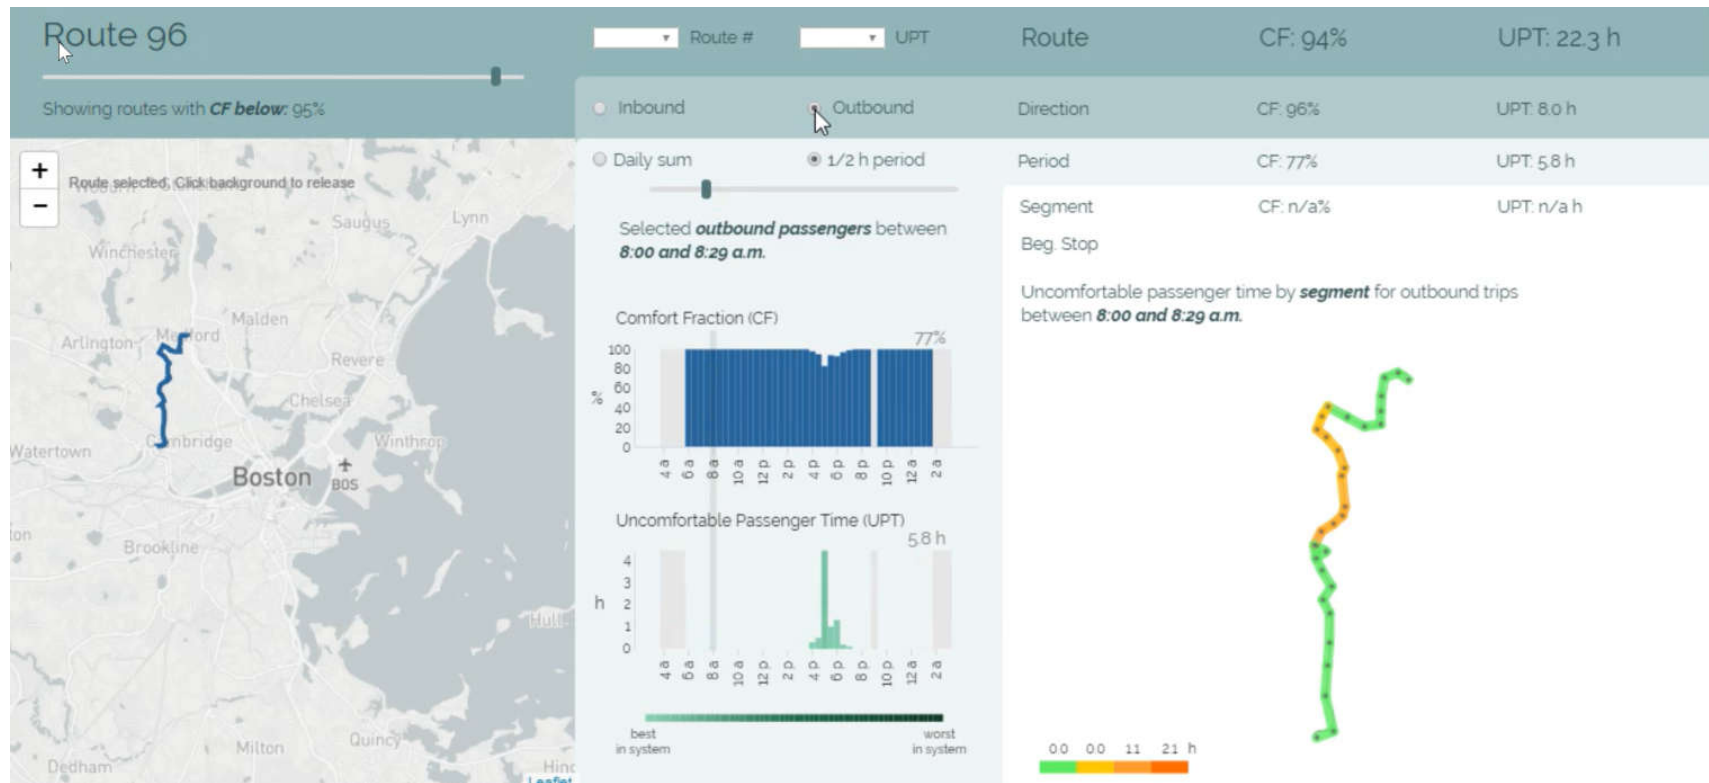 Route 96
Route #
UPT
Route
CF: 94%
UPT: 22.3 h
Showing routes with CF below: 95%
Inbound
Outbound
Direction
CF: 96%
UPT: 8.0 h
Daily sum
1/2 h period
Period
CF: 77%
UPT: 5.8 h
Segment
CF: n/a%
UPT: n/a h
Beg. Stop
Selected outbound passengers between
8:00 and 8:29 a.m.
Uncomfortable passenger time by segment for outbound trips
between 8:00 and 8:29 a.m.
+
−
Route selected. Click background to release
Saugus
Lynn
Winchester
Malden
Arlington
Medford
Revere
Chelsea
Watertown
Cambridge
Winthrop
Boston
BOS
Brookline
Hull
Milton
Quincy
Dedham
Leaflet
Comfort Fraction (CF)
77%
100
80
60
40
20
0
4 a
6 a
8 a
10 a
12 p
2 p
4 p
6 p
8 p
10 p
12 a
2 a
Uncomfortable Passenger Time (UPT)
5.8 h
h
4
3
2
1
0
4 a
6 a
8 a
10 a
12 p
2 p
4 p
6 p
8 p
10 p
12 a
2 a
best
in system
worst
in system
0.0 0.0 1.1 2.1 h